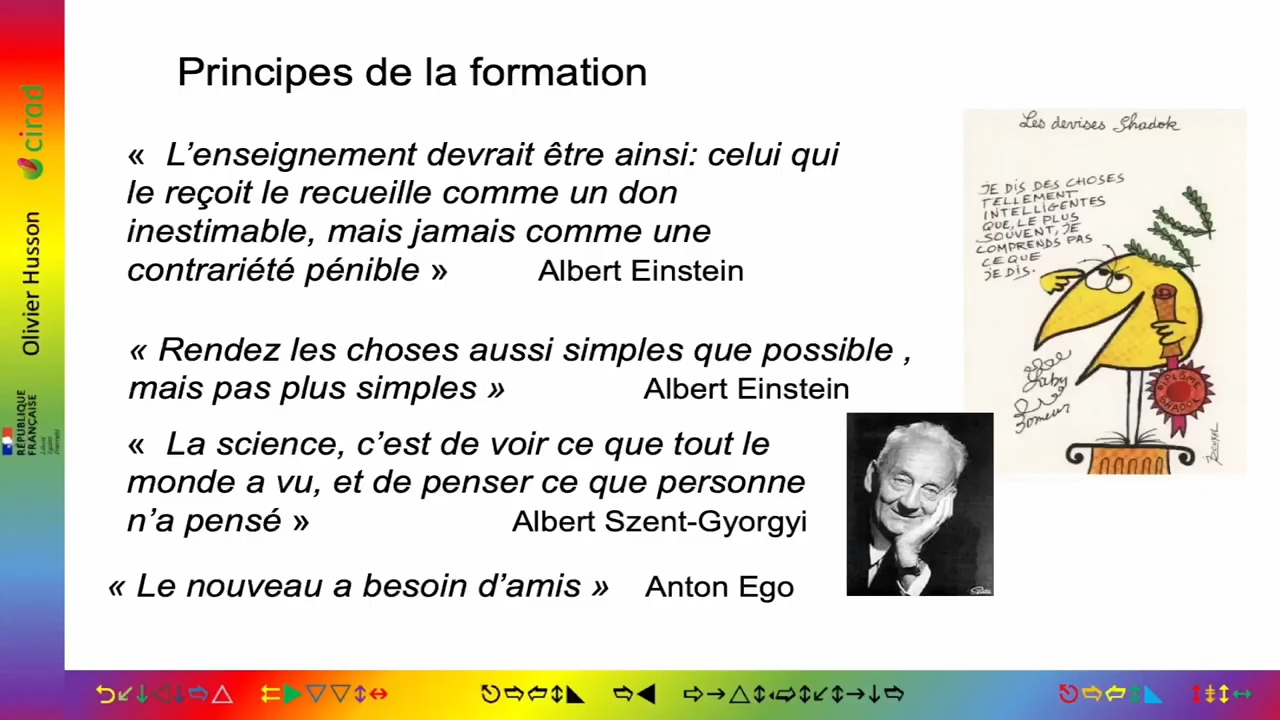 Principes de la formation
« L’enseignement devrait être ainsi: celui qui
le reçoit le recueille comme un don
inestimable, mais jamais comme une
contrariété pénible » Albert Einstein
« Rendez les choses aussi simples que possible ,
mais pas plus simples » Albert Einstein
« La science, c’est de voir ce que tout le
monde a vu, et de penser ce que personne
n’a pensé » Albert Szent-Gyorgyi
« Le nouveau a besoin d’amis » Anton Ego
Les devises Shadok
JE DIS DES CHOSES
TELLEMENT
INTELLIGENTES
QUE, LE PLUS
SOUVENT, JE
COMPRENDS PAS
CE QUE
JE DIS.
DIPLÔME
SHADOK
cirad
Olivier Husson
RÉPUBLIQUE
FRANÇAISE